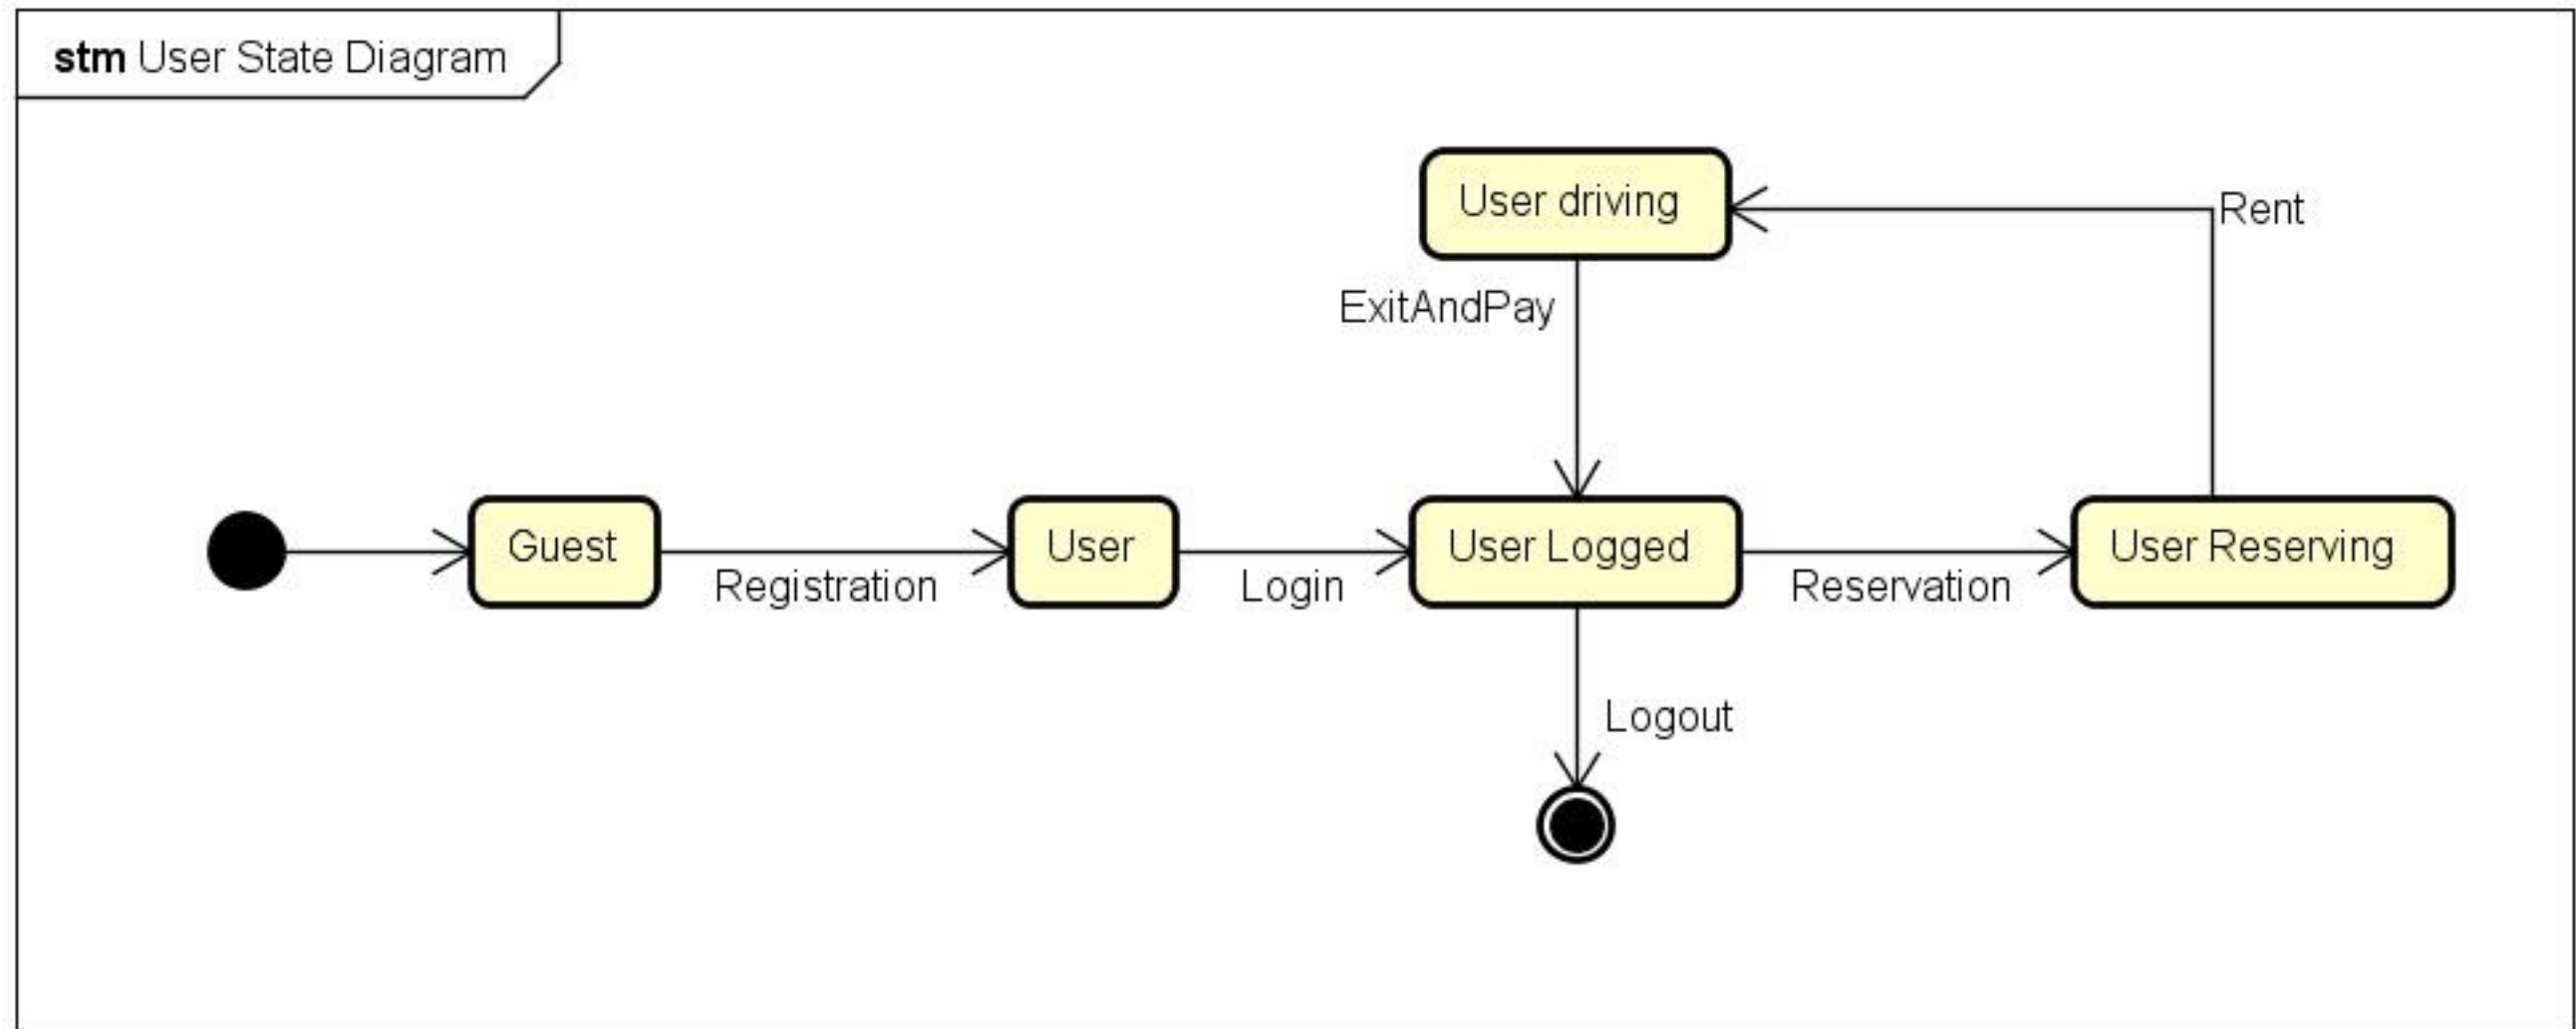 stm User State Diagram
User driving
Rent
ExitAndPay
Guest
Registration
User
Login
User Logged
Reservation
User Reserving
Logout